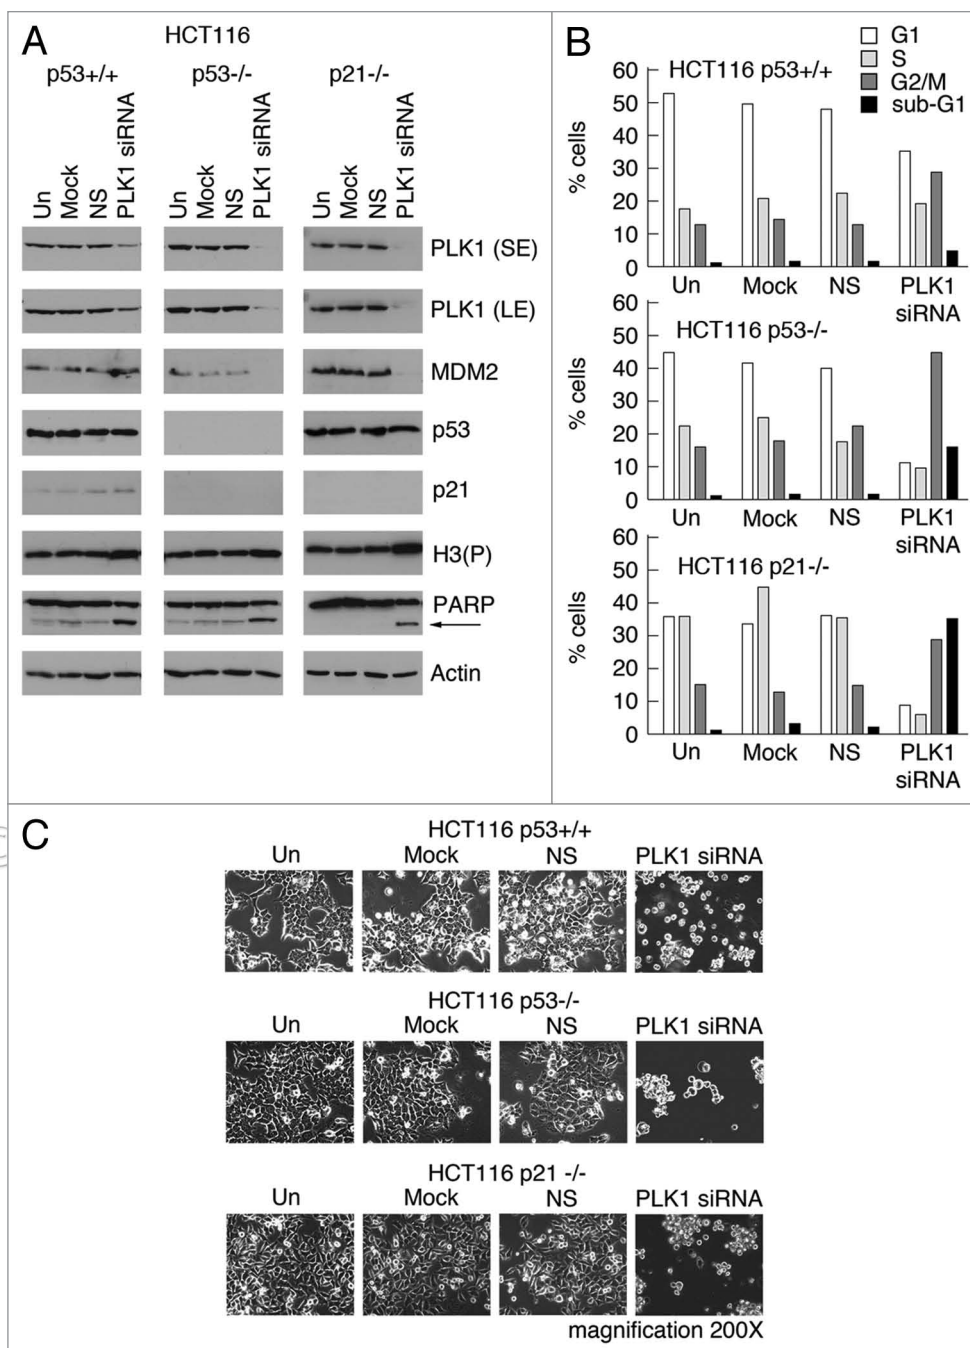 A
HCT116
p53+/+ p53-/- p21-/-
Un Mock NS PLK1 siRNA Un Mock NS PLK1 siRNA Un Mock NS PLK1 siRNA
PLK1 (SE)
PLK1 (LE)
MDM2
p53
p21
H3(P)
PARP
Actin
B
G1
S
G2/M
sub-G1
HCT116 p53+/+
% cells
60
50
40
30
20
10
0
Un Mock NS PLK1
siRNA
HCT116 p53-/-
% cells
60
50
40
30
20
10
0
Un Mock NS PLK1
siRNA
HCT116 p21-/-
% cells
60
50
40
30
20
10
0
Un Mock NS PLK1
siRNA
C
HCT116 p53+/+
Un Mock NS PLK1 siRNA
HCT116 p53-/-
Un Mock NS PLK1 siRNA
HCT116 p21 -/-
Un Mock NS PLK1 siRNA
magnification 200X